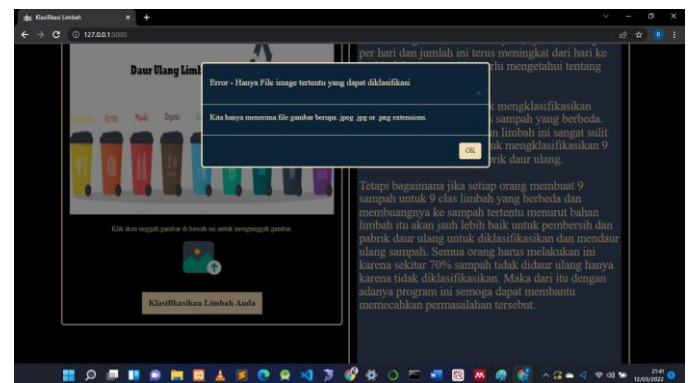 Klasifikasi Limbah
127.0.0.1:5000
per hari dan jumlah ini terus meningkat dari hari ke
Daur Ulang Limb
rlu mengetahui tentang
Error - Hanya File image tertentu yang dapat diklasifikasi
mengklasifikasikan
sampah yang berbeda.
Kita hanya menerima file gambar berupa .jpeg .jpg or .png extensions.
n limbah ini sangat sulit
uk mengklasifikasikan 9
OK
brik daur ulang.
Tetapi bagaimana jika setiap orang membuat 9
sampah untuk 9 clas limbah yang berbeda dan
membuangnya ke sampah tertentu menurut bahan
limbah itu akan jauh lebih baik untuk pembersih dan
pabrik daur ulang untuk diklasifikasikan dan mendaur
ulang sampah. Semua orang harus melakukan ini
karena sekitar 70% sampah tidak didaur ulang hanya
karena tidak diklasifikasikan. Maka dari itu dengan
adanya program ini semoga dapat membantu
memecahkan permasalahan tersebut.
Kertas Plastic Organic
Klik ikon unggah gambar di bawah ini untuk mengunggah gambar.
Klasifikasikan Limbah Anda
21:41
12/03/2022